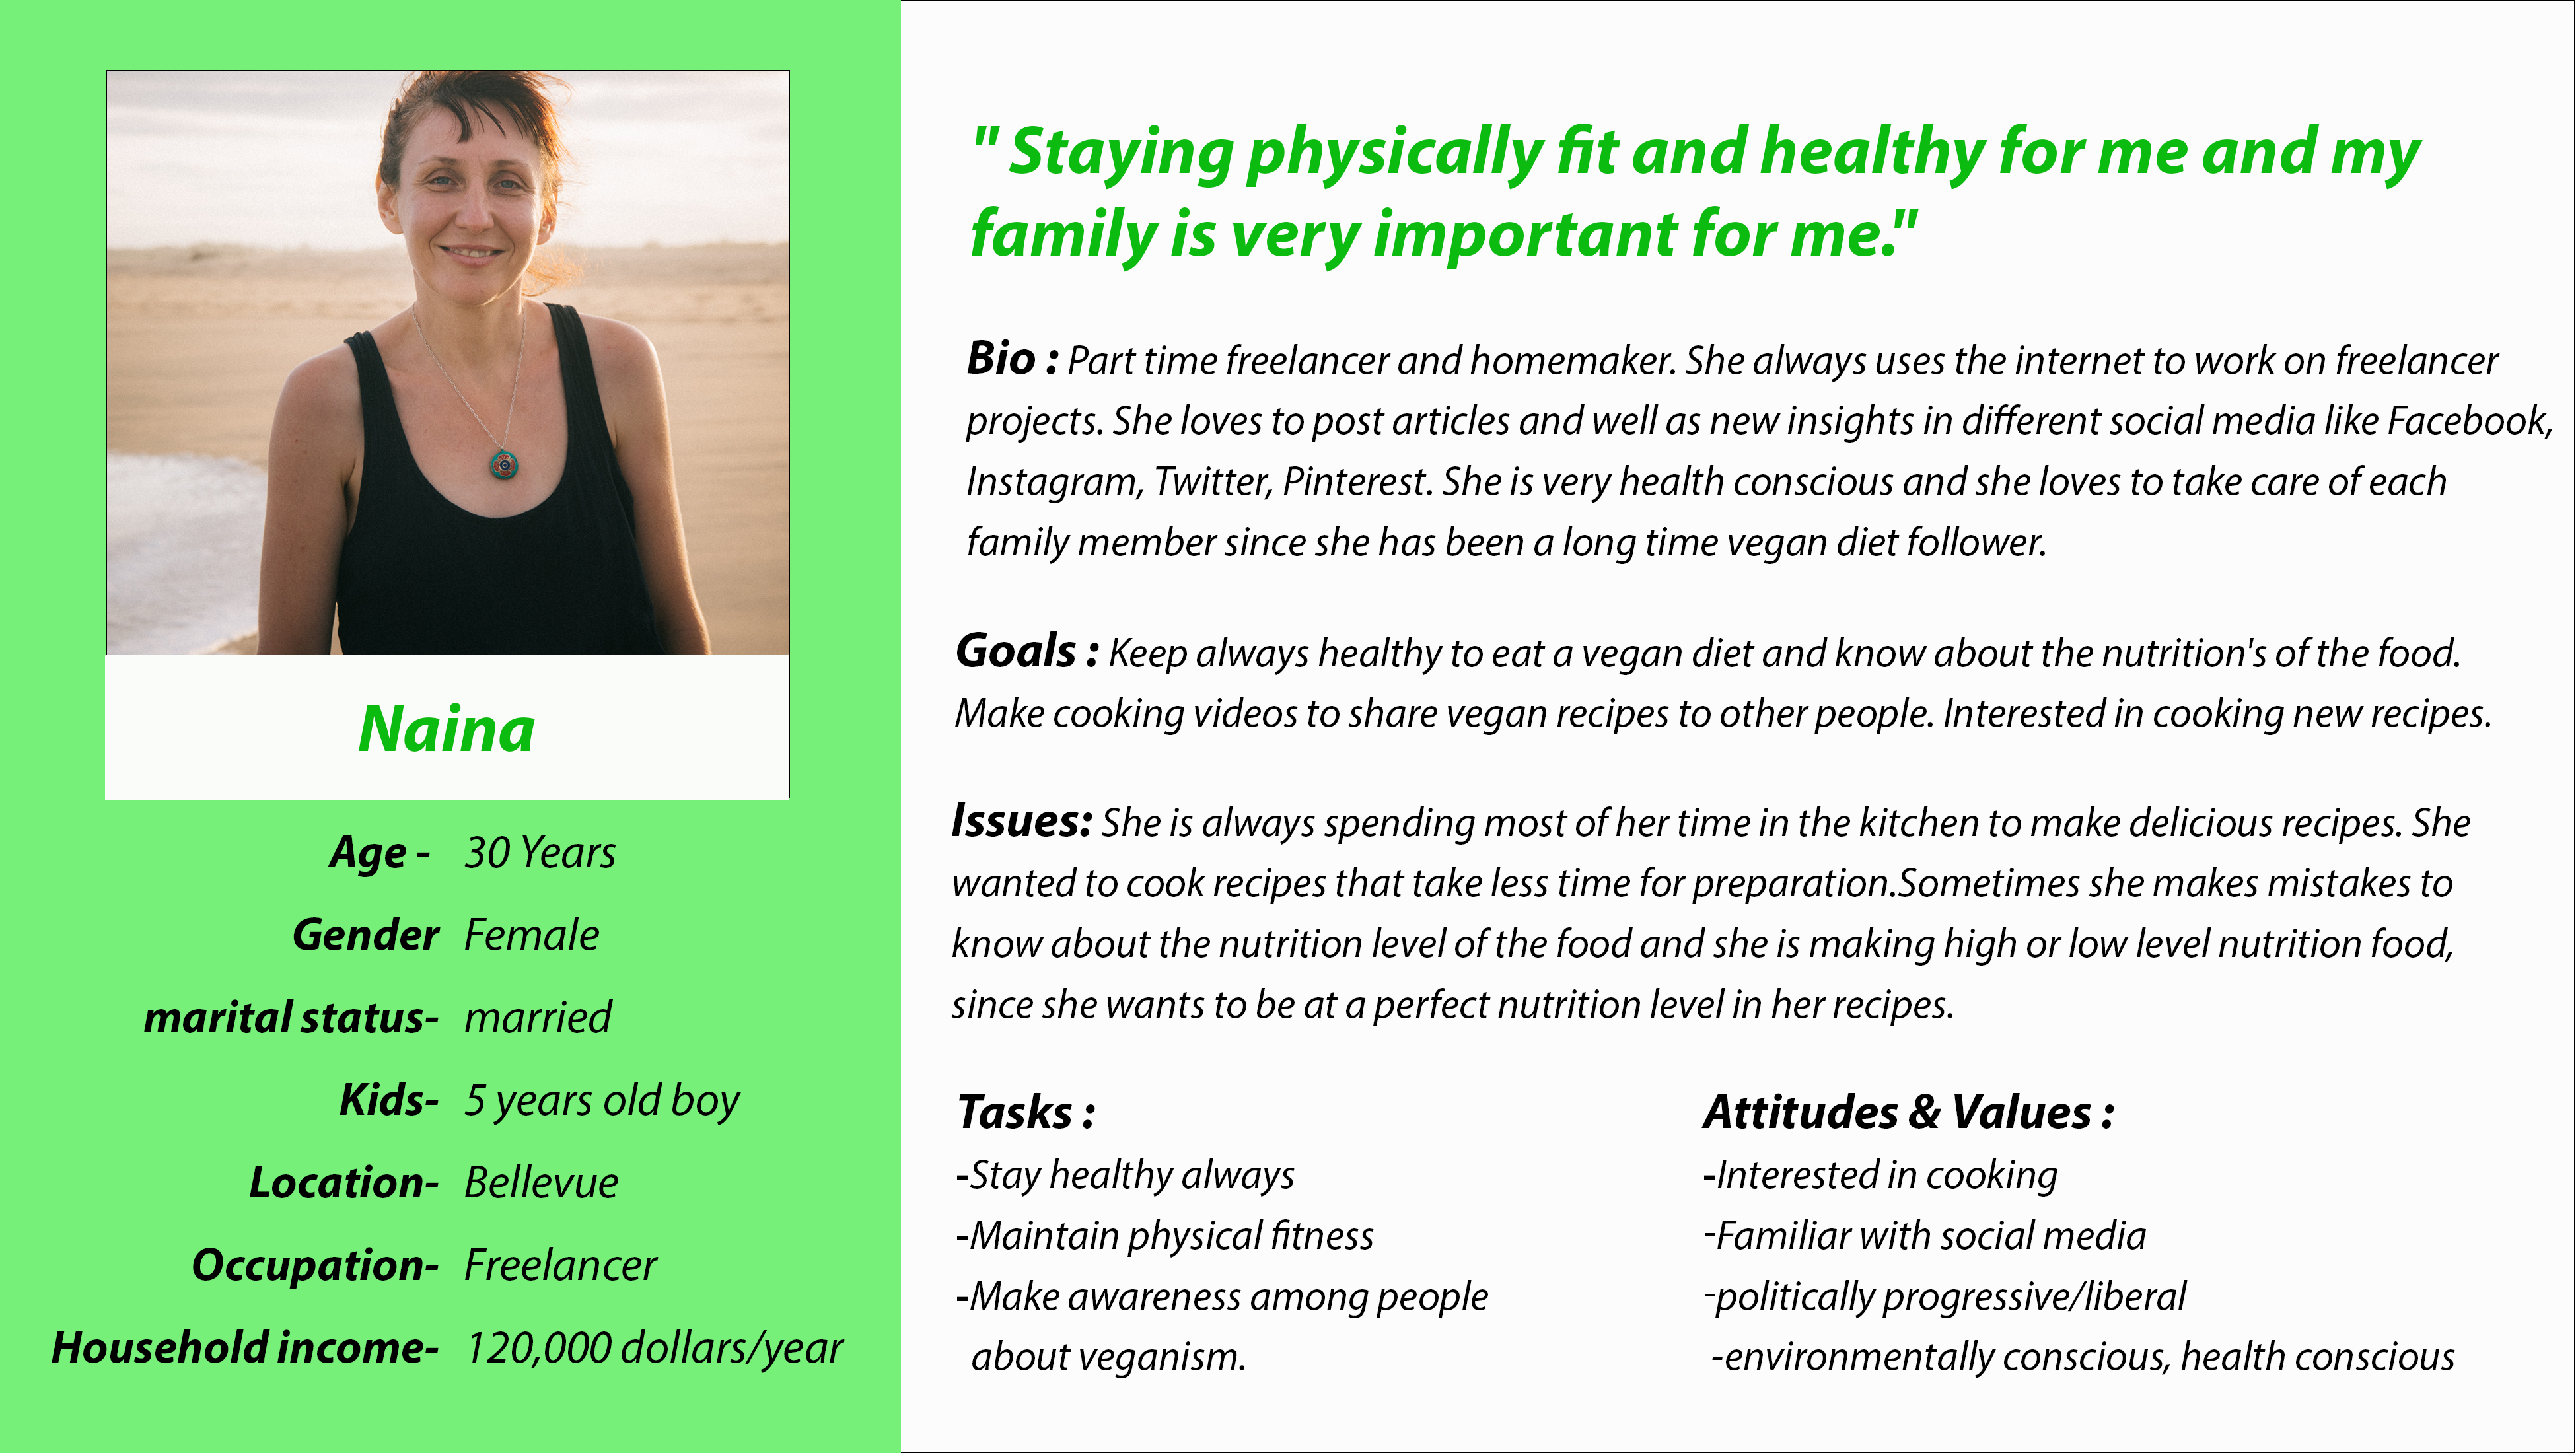 Naina
Age - 30 Years
Gender Female
marital status- married
Kids- 5 years old boy
Location- Bellevue
Occupation- Freelancer
Household income- 120,000 dollars/year
" Staying physically fit and healthy for me and my
family is very important for me."
Bio : Part time freelancer and homemaker. She always uses the internet to work on freelancer
projects. She loves to post articles and well as new insights in different social media like Facebook,
Instagram, Twitter, Pinterest. She is very health conscious and she loves to take care of each
family member since she has been a long time vegan diet follower.
Goals : Keep always healthy to eat a vegan diet and know about the nutrition's of the food.
Make cooking videos to share vegan recipes to other people. Interested in cooking new recipes.
Issues: She is always spending most of her time in the kitchen to make delicious recipes. She
wanted to cook recipes that take less time for preparation.Sometimes she makes mistakes to
know about the nutrition level of the food and she is making high or low level nutrition food,
since she wants to be at a perfect nutrition level in her recipes.
Tasks :
-Stay healthy always
-Maintain physical fitness
-Make awareness among people
about veganism.
Attitudes & Values :
-Interested in cooking
-Familiar with social media
-politically progressive/liberal
-environmentally conscious, health conscious